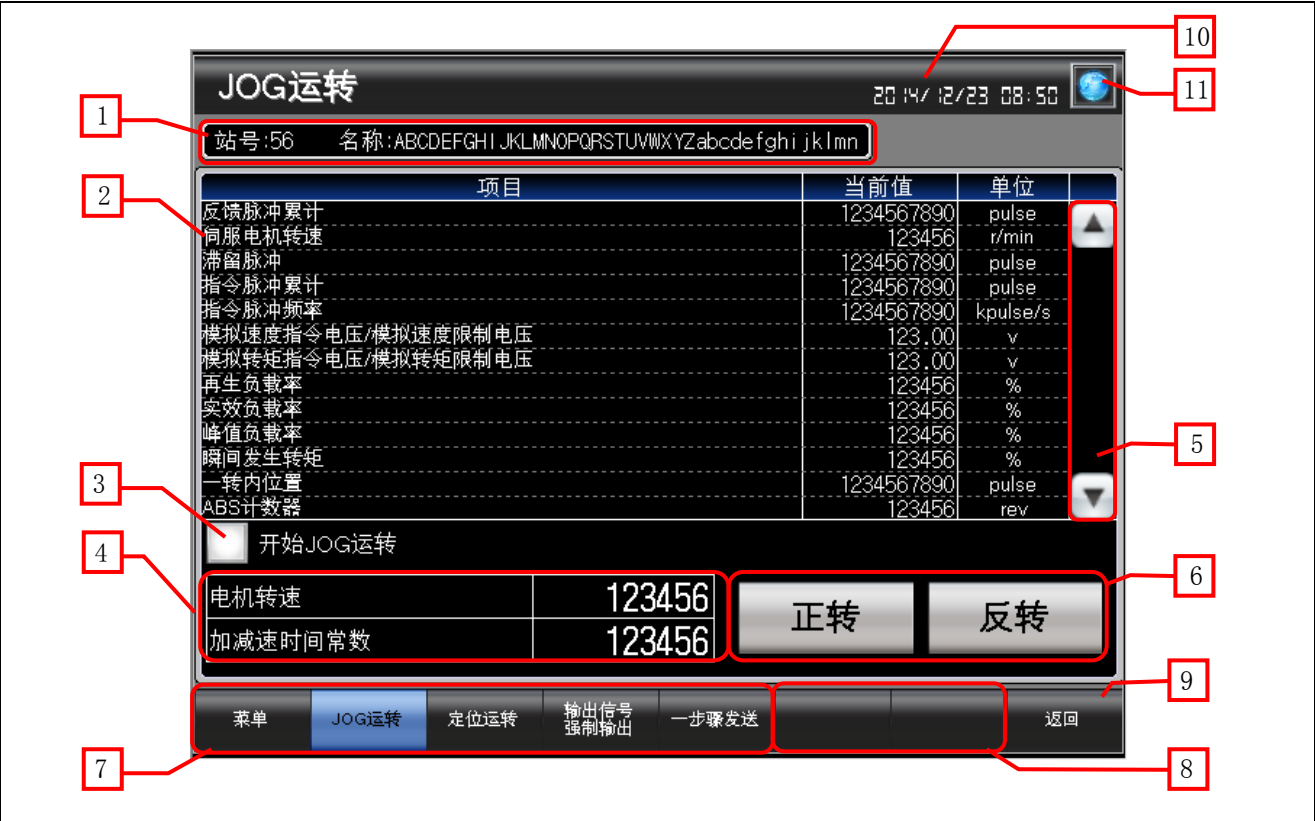 10
JOG运转
2014/12/23 08:50
11
1
站号:56 名称:ABCDEFGHIJKLMNOPQRSTUVWXYZabcdefghijklmn
2
项目 当前值 单位
反馈脉冲累计 1234567890 pulse
伺服电机转速 123456 r/min
滞留脉冲 1234567890 pulse
指令脉冲累计 1234567890 pulse
指令脉冲频率 1234567890 kpulse/s
模拟速度指令电压/模拟速度限制电压 123.00 v
模拟转矩指令电压/模拟转矩限制电压 123.00 v
再生负载率 123456 %
实效负载率 123456 %
峰值负载率 123456 %
瞬间发生转矩 123456 %
一转内位置 1234567890 pulse
ABS计数器 123456 rev
5
3
开始JOG运转
4
电机转速 123456
加减速时间常数 123456
正转 反转
6
菜单 JOG运转 定位运转 输出信号
强制输出 一步骤发送 返回
9
7
8